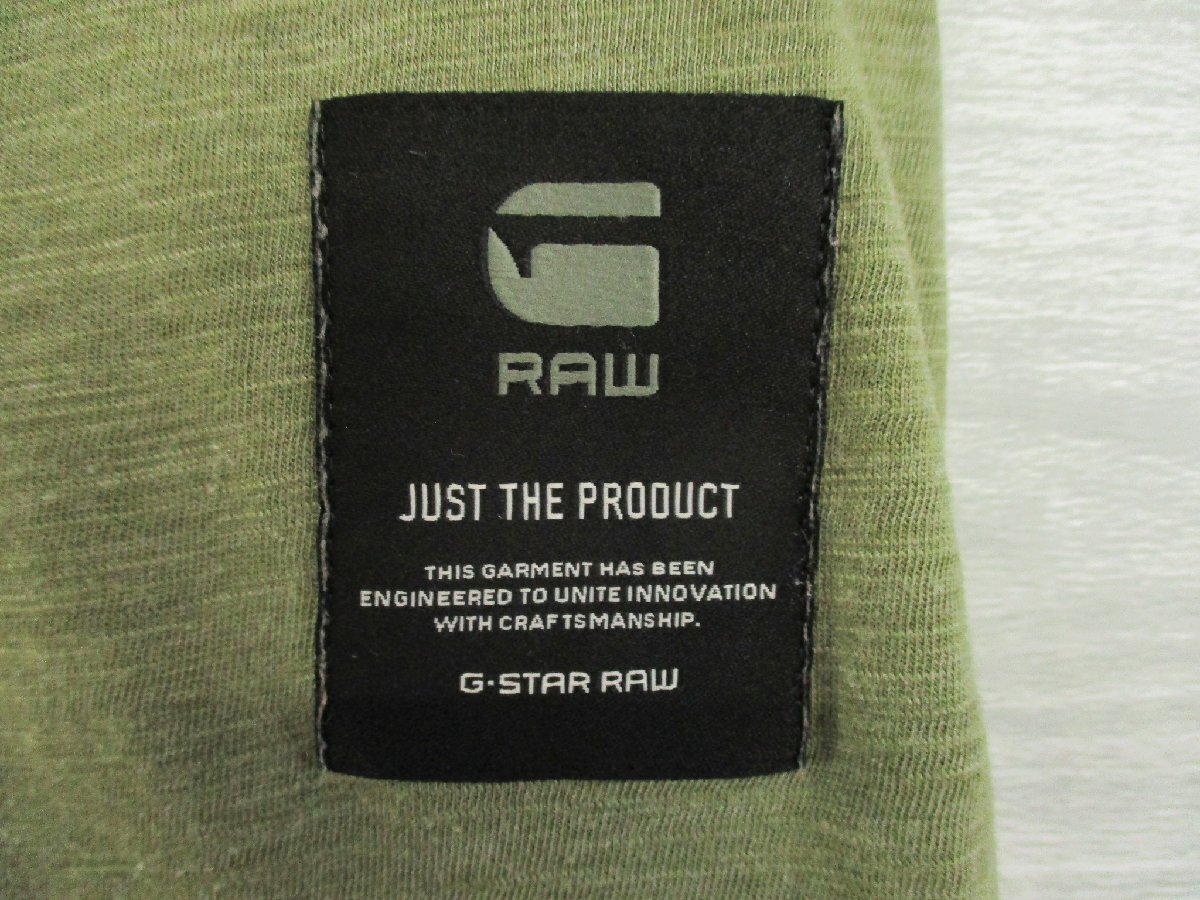 G
RAW
JUST THE PRODUCT
THIS GARMENT HAS BEEN
ENGINEERED TO UNITE INNOVATION
WITH CRAFTSMANSHIP.
G-STAR RAW